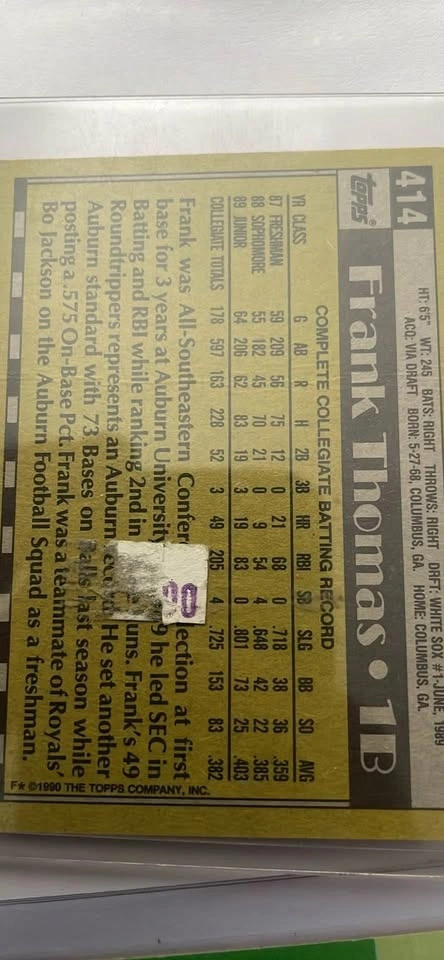 414
HT: 6'5" WT: 245 BATS: RIGHT THROWS: RIGHT DRFT: WHITE SOX #1-JUNE, 1989
ACQ: VIA DRAFT BORN: 5-27-68, COLUMBUS, GA. HOME: COLUMBUS, GA.
topps®
Frank Thomas • 1B
COMPLETE COLLEGIATE BATTING RECORD
YR CLASS G AB R H 2B 3B HR RBI SB SLG BB SO AVG
87 FRESHMAN 59 209 56 75 12 0 21 68 0 .718 38 36 .359
88 SOPHOMORE 55 182 45 70 21 0 9 54 4 .648 42 22 .385
89 JUNIOR 64 206 62 83 19 3 19 83 0 .801 73 25 .403
COLLEGIATE TOTALS 178 597 163 228 52 3 49 205 4 .725 153 83 .382
Frank was All-Southeastern Confer ection at first
base for 3 years at Auburn University 9 he led SEC in
Batting and RBI while ranking 2nd in uns. Frank's 49
Roundtrippers represents an Auburn He set another
Auburn standard with 73 Bases on Balls last season while
posting a .575 On-Base Pct. Frank was a teammate of Royals'
Bo Jackson on the Auburn Football Squad as a freshman.
F* ©1990 THE TOPPS COMPANY, INC.